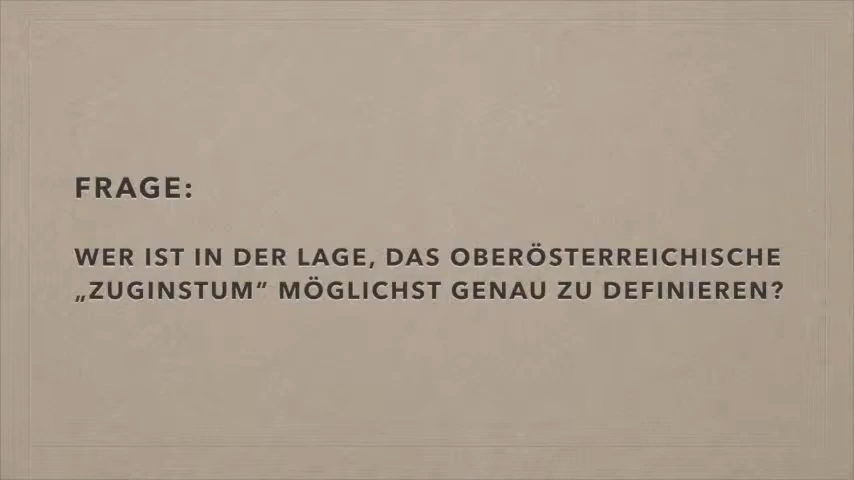 FRAGE:
WER IST IN DER LAGE, DAS OBERÖSTERREICHISCHE
„ZUGINSTUM” MÖGLICHST GENAU ZU DEFINIEREN?